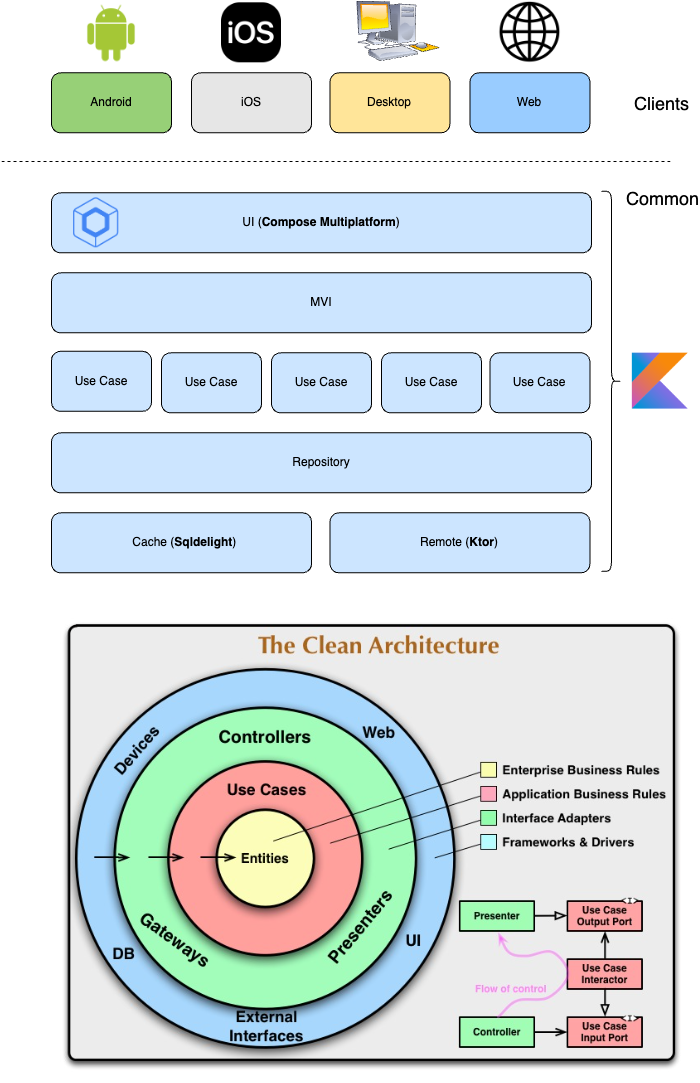 iOS
Android
iOS
Desktop
Web
Clients
Common
UI (Compose Multiplatform)
MVI
Use Case
Use Case
Use Case
Use Case
Use Case
Repository
Cache (Sqldelight)
Remote (Ktor)
The Clean Architecture
Devices
Web
Controllers
Use Cases
Entities
Gateways
Presenters
DB
UI
External
Interfaces
Enterprise Business Rules
Application Business Rules
Interface Adapters
Frameworks & Drivers
Presenter
Use Case
Output Port
<I>
Flow of control
Use Case
Interactor
Controller
Use Case
Input Port
<I>